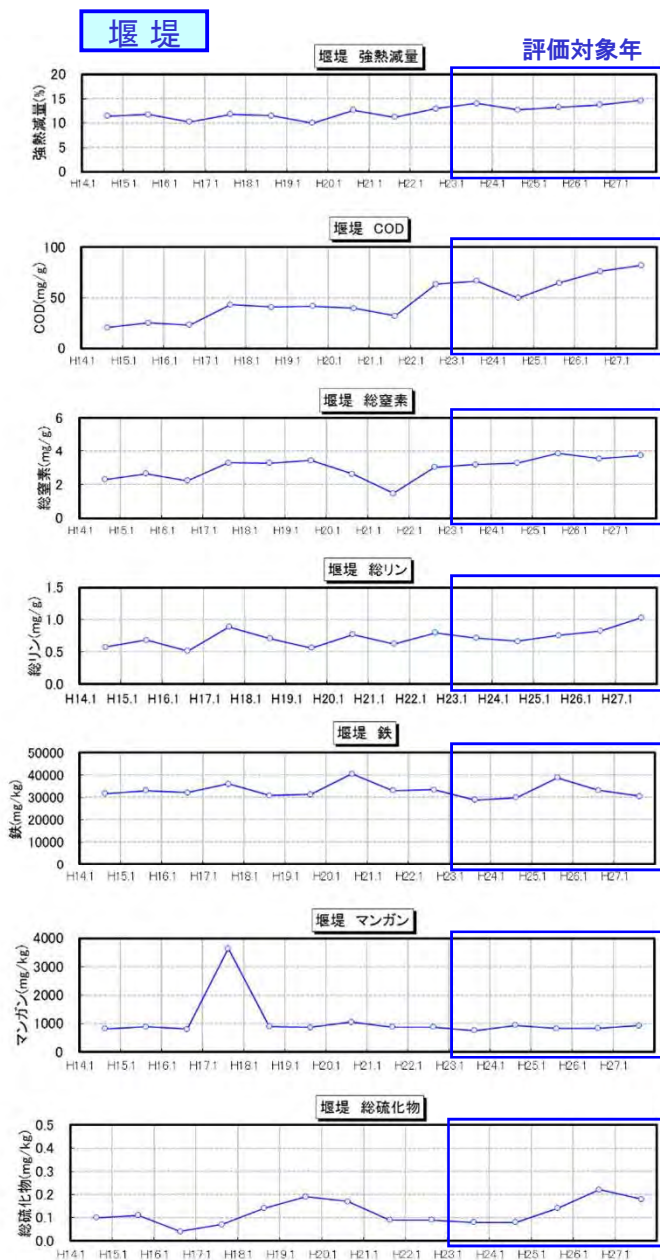 堰 堤
評価対象年
堰堤 強熱減量
強熱減量(%)
20
15
10
5
0
H14.1 H15.1 H16.1 H17.1 H18.1 H19.1 H20.1 H21.1 H22.1 H23.1 H24.1 H25.1 H26.1 H27.1
堰堤 COD
COD(mg/g)
100
50
0
H14.1 H15.1 H16.1 H17.1 H18.1 H19.1 H20.1 H21.1 H22.1 H23.1 H24.1 H25.1 H26.1 H27.1
堰堤 総窒素
総窒素(mg/g)
6
4
2
0
H14.1 H15.1 H16.1 H17.1 H18.1 H19.1 H20.1 H21.1 H22.1 H23.1 H24.1 H25.1 H26.1 H27.1
堰堤 総リン
総リン(mg/g)
1.5
1.0
0.5
0.0
H14.1 H15.1 H16.1 H17.1 H18.1 H19.1 H20.1 H21.1 H22.1 H23.1 H24.1 H25.1 H26.1 H27.1
堰堤 鉄
鉄(mg/kg)
50000
40000
30000
20000
10000
0
H14.1 H15.1 H16.1 H17.1 H18.1 H19.1 H20.1 H21.1 H22.1 H23.1 H24.1 H25.1 H26.1 H27.1
堰堤 マンガン
マンガン(mg/kg)
4000
3000
2000
1000
0
H14.1 H15.1 H16.1 H17.1 H18.1 H19.1 H20.1 H21.1 H22.1 H23.1 H24.1 H25.1 H26.1 H27.1
堰堤 総硫化物
総硫化物(mg/kg)
0.5
0.4
0.3
0.2
0.1
0.0
H14.1 H15.1 H16.1 H17.1 H18.1 H19.1 H20.1 H21.1 H22.1 H23.1 H24.1 H25.1 H26.1 H27.1